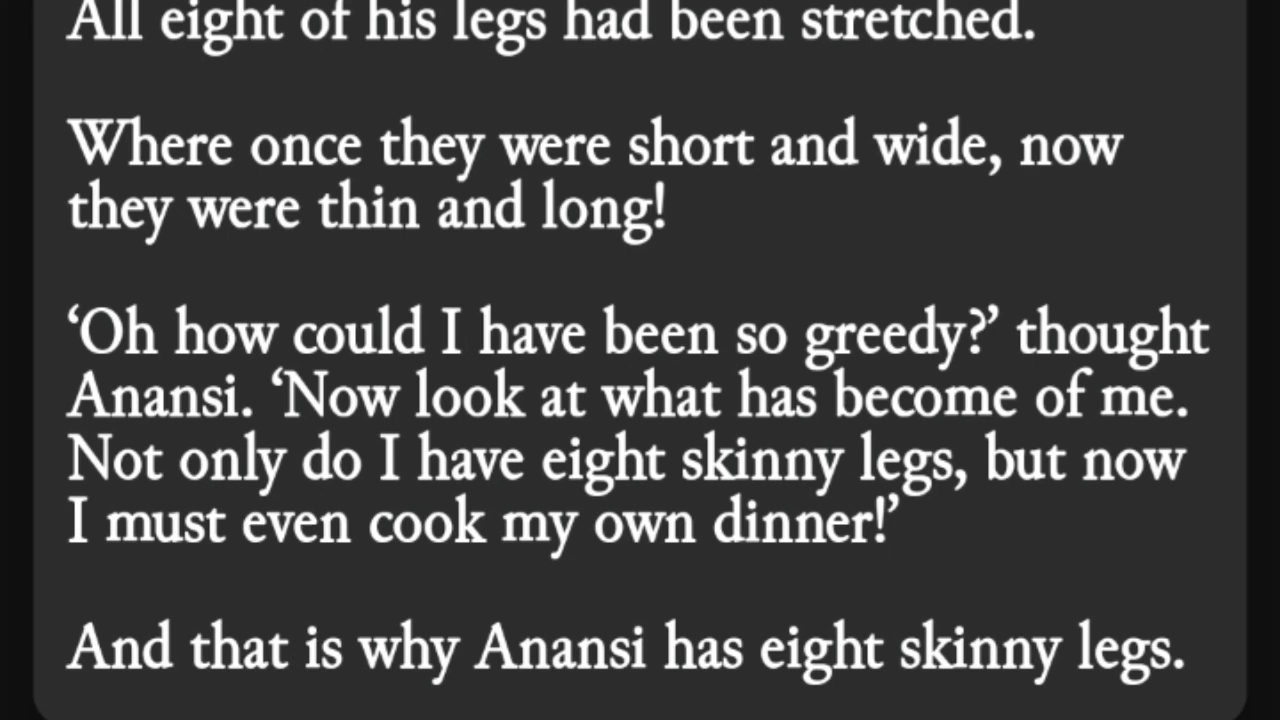 All eight of his legs had been stretched.
Where once they were short and wide, now
they were thin and long!
‘Oh how could I have been so greedy?’ thought
Anansi. ‘Now look at what has become of me.
Not only do I have eight skinny legs, but now
I must even cook my own dinner!’
And that is why Anansi has eight skinny legs.